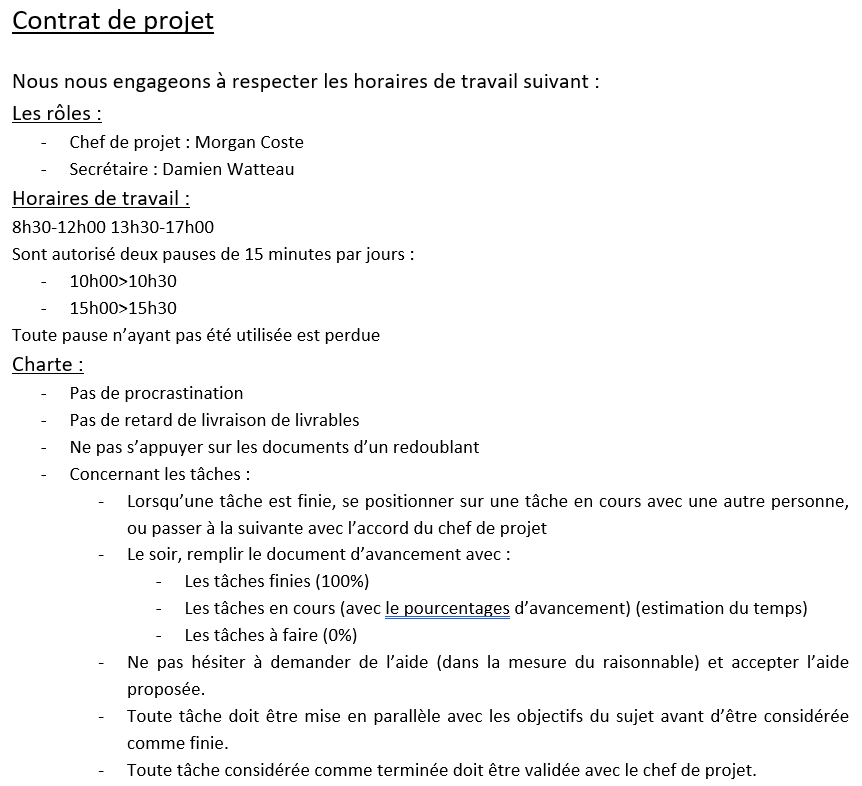 Contrat de projet
Nous nous engageons à respecter les horaires de travail suivant :
Les rôles :
- Chef de projet : Morgan Coste
- Secrétaire : Damien Watteau
Horaires de travail :
8h30-12h00 13h30-17h00
Sont autorisé deux pauses de 15 minutes par jours :
- 10h00>10h30
- 15h00>15h30
Toute pause n’ayant pas été utilisée est perdue
Charte :
- Pas de procrastination
- Pas de retard de livraison de livrables
- Ne pas s’appuyer sur les documents d’un redoublant
- Concernant les tâches :
- Lorsqu’une tâche est finie, se positionner sur une tâche en cours avec une autre personne,
ou passer à la suivante avec l’accord du chef de projet
- Le soir, remplir le document d’avancement avec :
- Les tâches finies (100%)
- Les tâches en cours (avec le pourcentages d’avancement) (estimation du temps)
- Les tâches à faire (0%)
- Ne pas hésiter à demander de l’aide (dans la mesure du raisonnable) et accepter l’aide
proposée.
- Toute tâche doit être mise en parallèle avec les objectifs du sujet avant d’être considérée
comme finie.
- Toute tâche considérée comme terminée doit être validée avec le chef de projet.